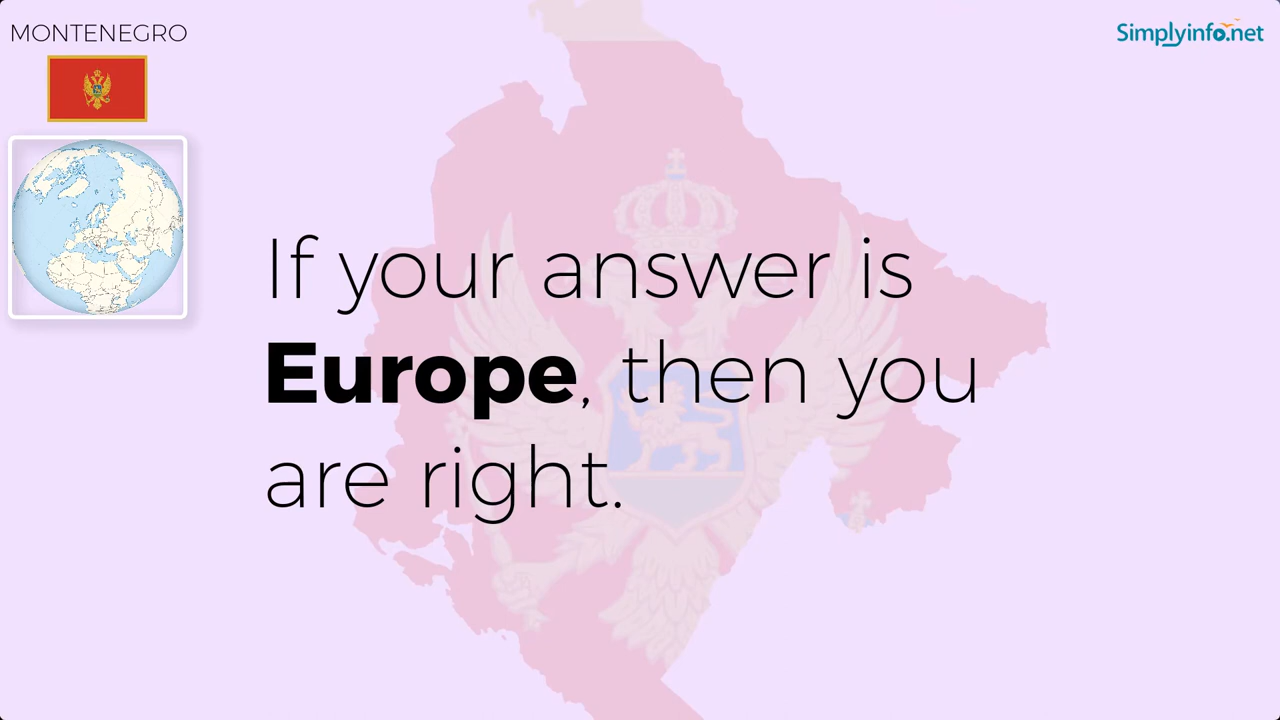 MONTENEGRO
Simplyinfo.net
If your answer is
Europe, then you
are right.